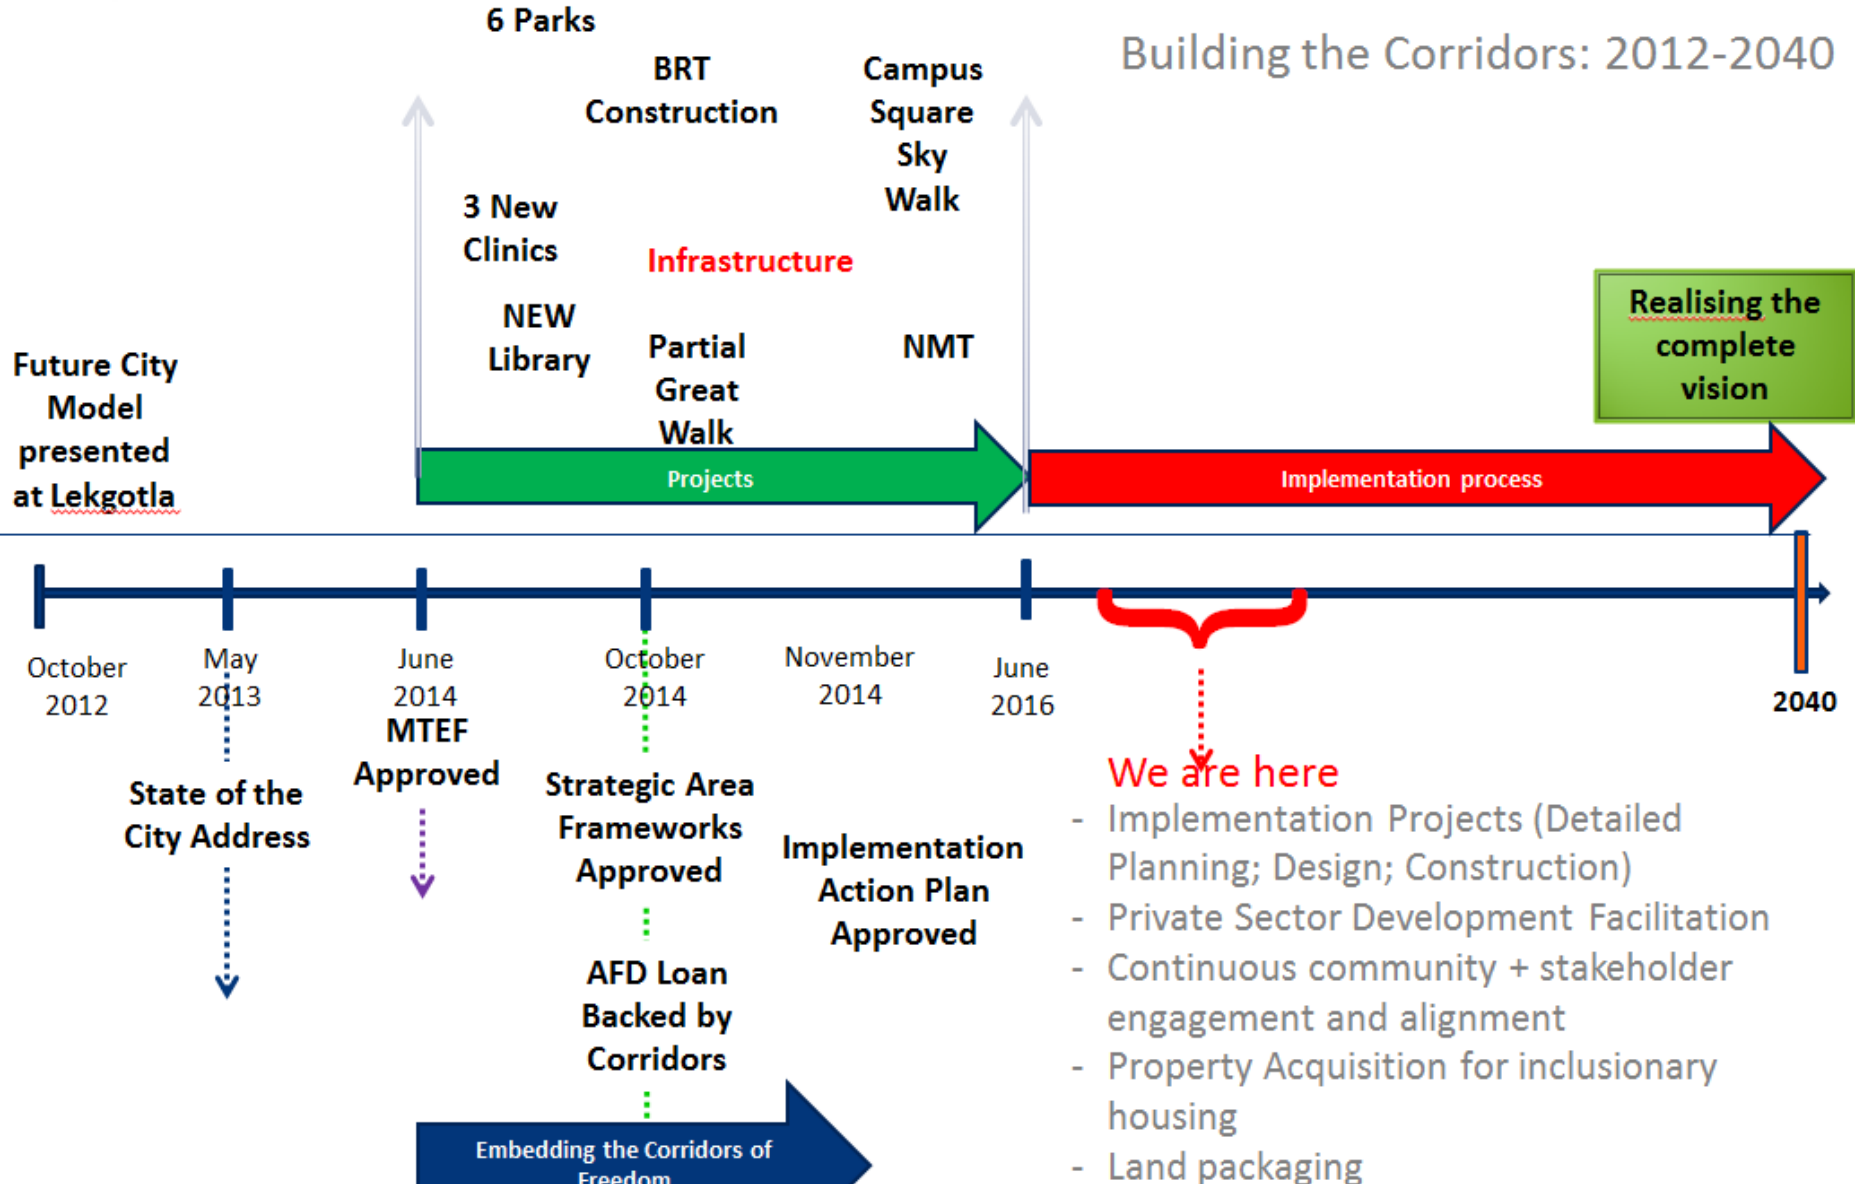 6 Parks
Building the Corridors: 2012-2040
BRT
Construction
Campus
Square
Sky
Walk
3 New
Clinics
Infrastructure
NEW
Library
Partial
Great
Walk
NMT
Future City
Model
presented
at Lekgotla
Realising the
complete
vision
Projects
Implementation process
October
2012
May
2013
June
2014
October
2014
November
2014
June
2016
2040
State of the
City Address
MTEF
Approved
Strategic Area
Frameworks
Approved
AFD Loan
Backed by
Corridors
Implementation
Action Plan
Approved
We are here
- Implementation Projects (Detailed
Planning; Design; Construction)
- Private Sector Development Facilitation
- Continuous community + stakeholder
engagement and alignment
- Property Acquisition for inclusionary
housing
- Land packaging
Embedding the Corridors of
Freedom